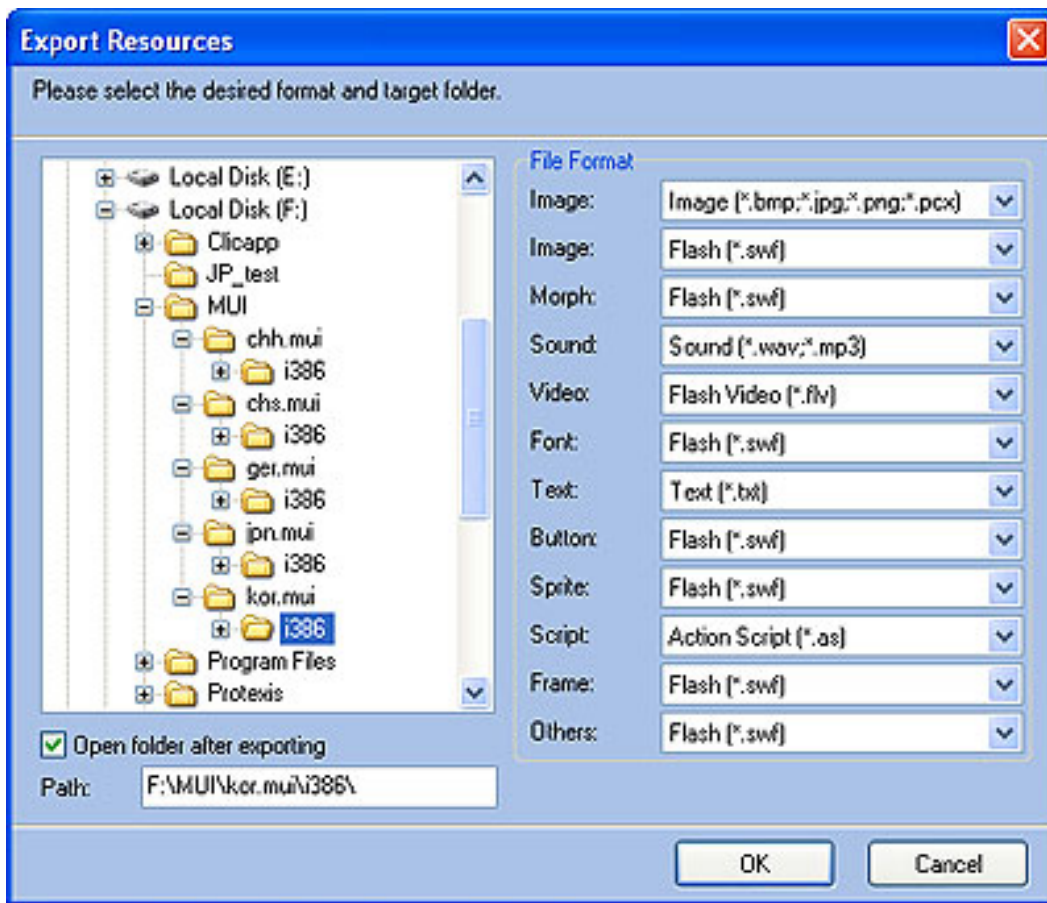 Export Resources
Please select the desired format and target folder.
Local Disk (E:)
Local Disk (F:)
Clicapp
JP_test
MUI
chh.mui
i386
chs.mui
i386
ger.mui
i386
jpn.mui
i386
kor.mui
i386
Program Files
Protexis
Open folder after exporting
Path: F:\MUI\kor.mui\i386\
File Format
Image: Image (*.bmp;*.jpg;*.png;*.pcx)
Image: Flash (*.swf)
Morph: Flash (*.swf)
Sound: Sound (*.wav;*.mp3)
Video: Flash Video (*.flv)
Font: Flash (*.swf)
Text: Text (*.txt)
Button: Flash (*.swf)
Sprite: Flash (*.swf)
Script: Action Script (*.as)
Frame: Flash (*.swf)
Others: Flash (*.swf)
OK Cancel